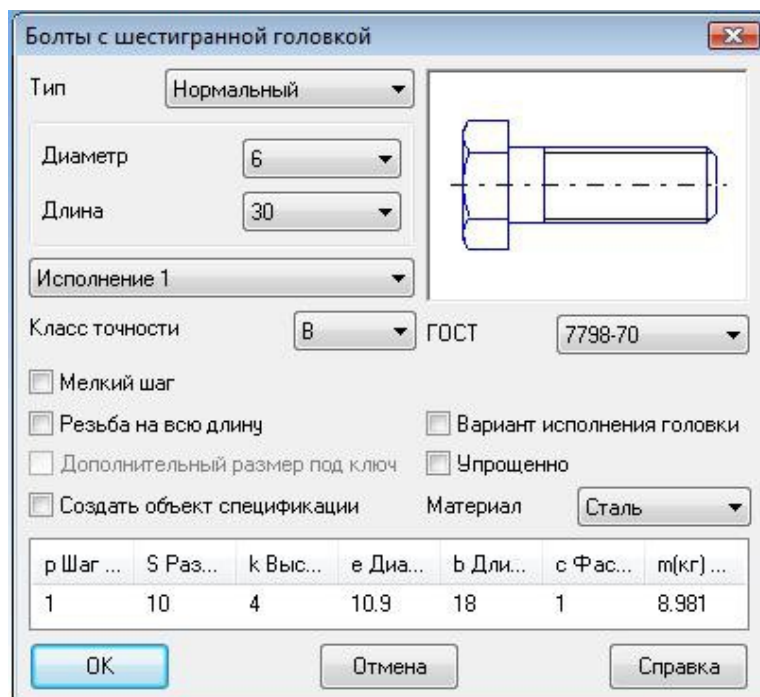 Болты с шестигранной головкой
Тип Нормальный
Диаметр 6
Длина 30
Исполнение 1
Класс точности B ГОСТ 7798-70
Мелкий шаг
Резьба на всю длину Вариант исполнения головки
Дополнительный размер под ключ Упрощенно
Создать объект спецификации Материал Сталь
p Шаг ... S Раз... k Выс... e Диа... b Дли... c Фас... m(кг) ...
1 10 4 10.9 18 1 8.981
OK Отмена Справка